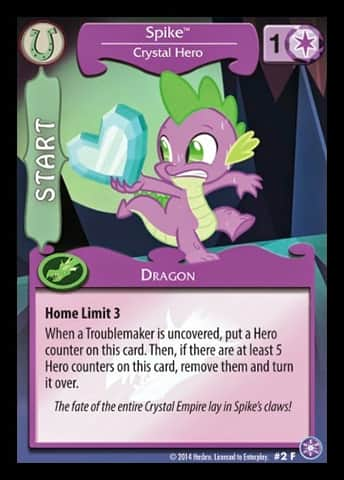 Spike™
Crystal Hero
1
START
DRAGON
Home Limit 3
When a Troublemaker is uncovered, put a Hero
counter on this card. Then, if there are at least 5
Hero counters on this card, remove them and turn
it over.
The fate of the entire Crystal Empire lay in Spike's claws!
© 2014 Hasbro. Licensed to Enterplay. #2 F